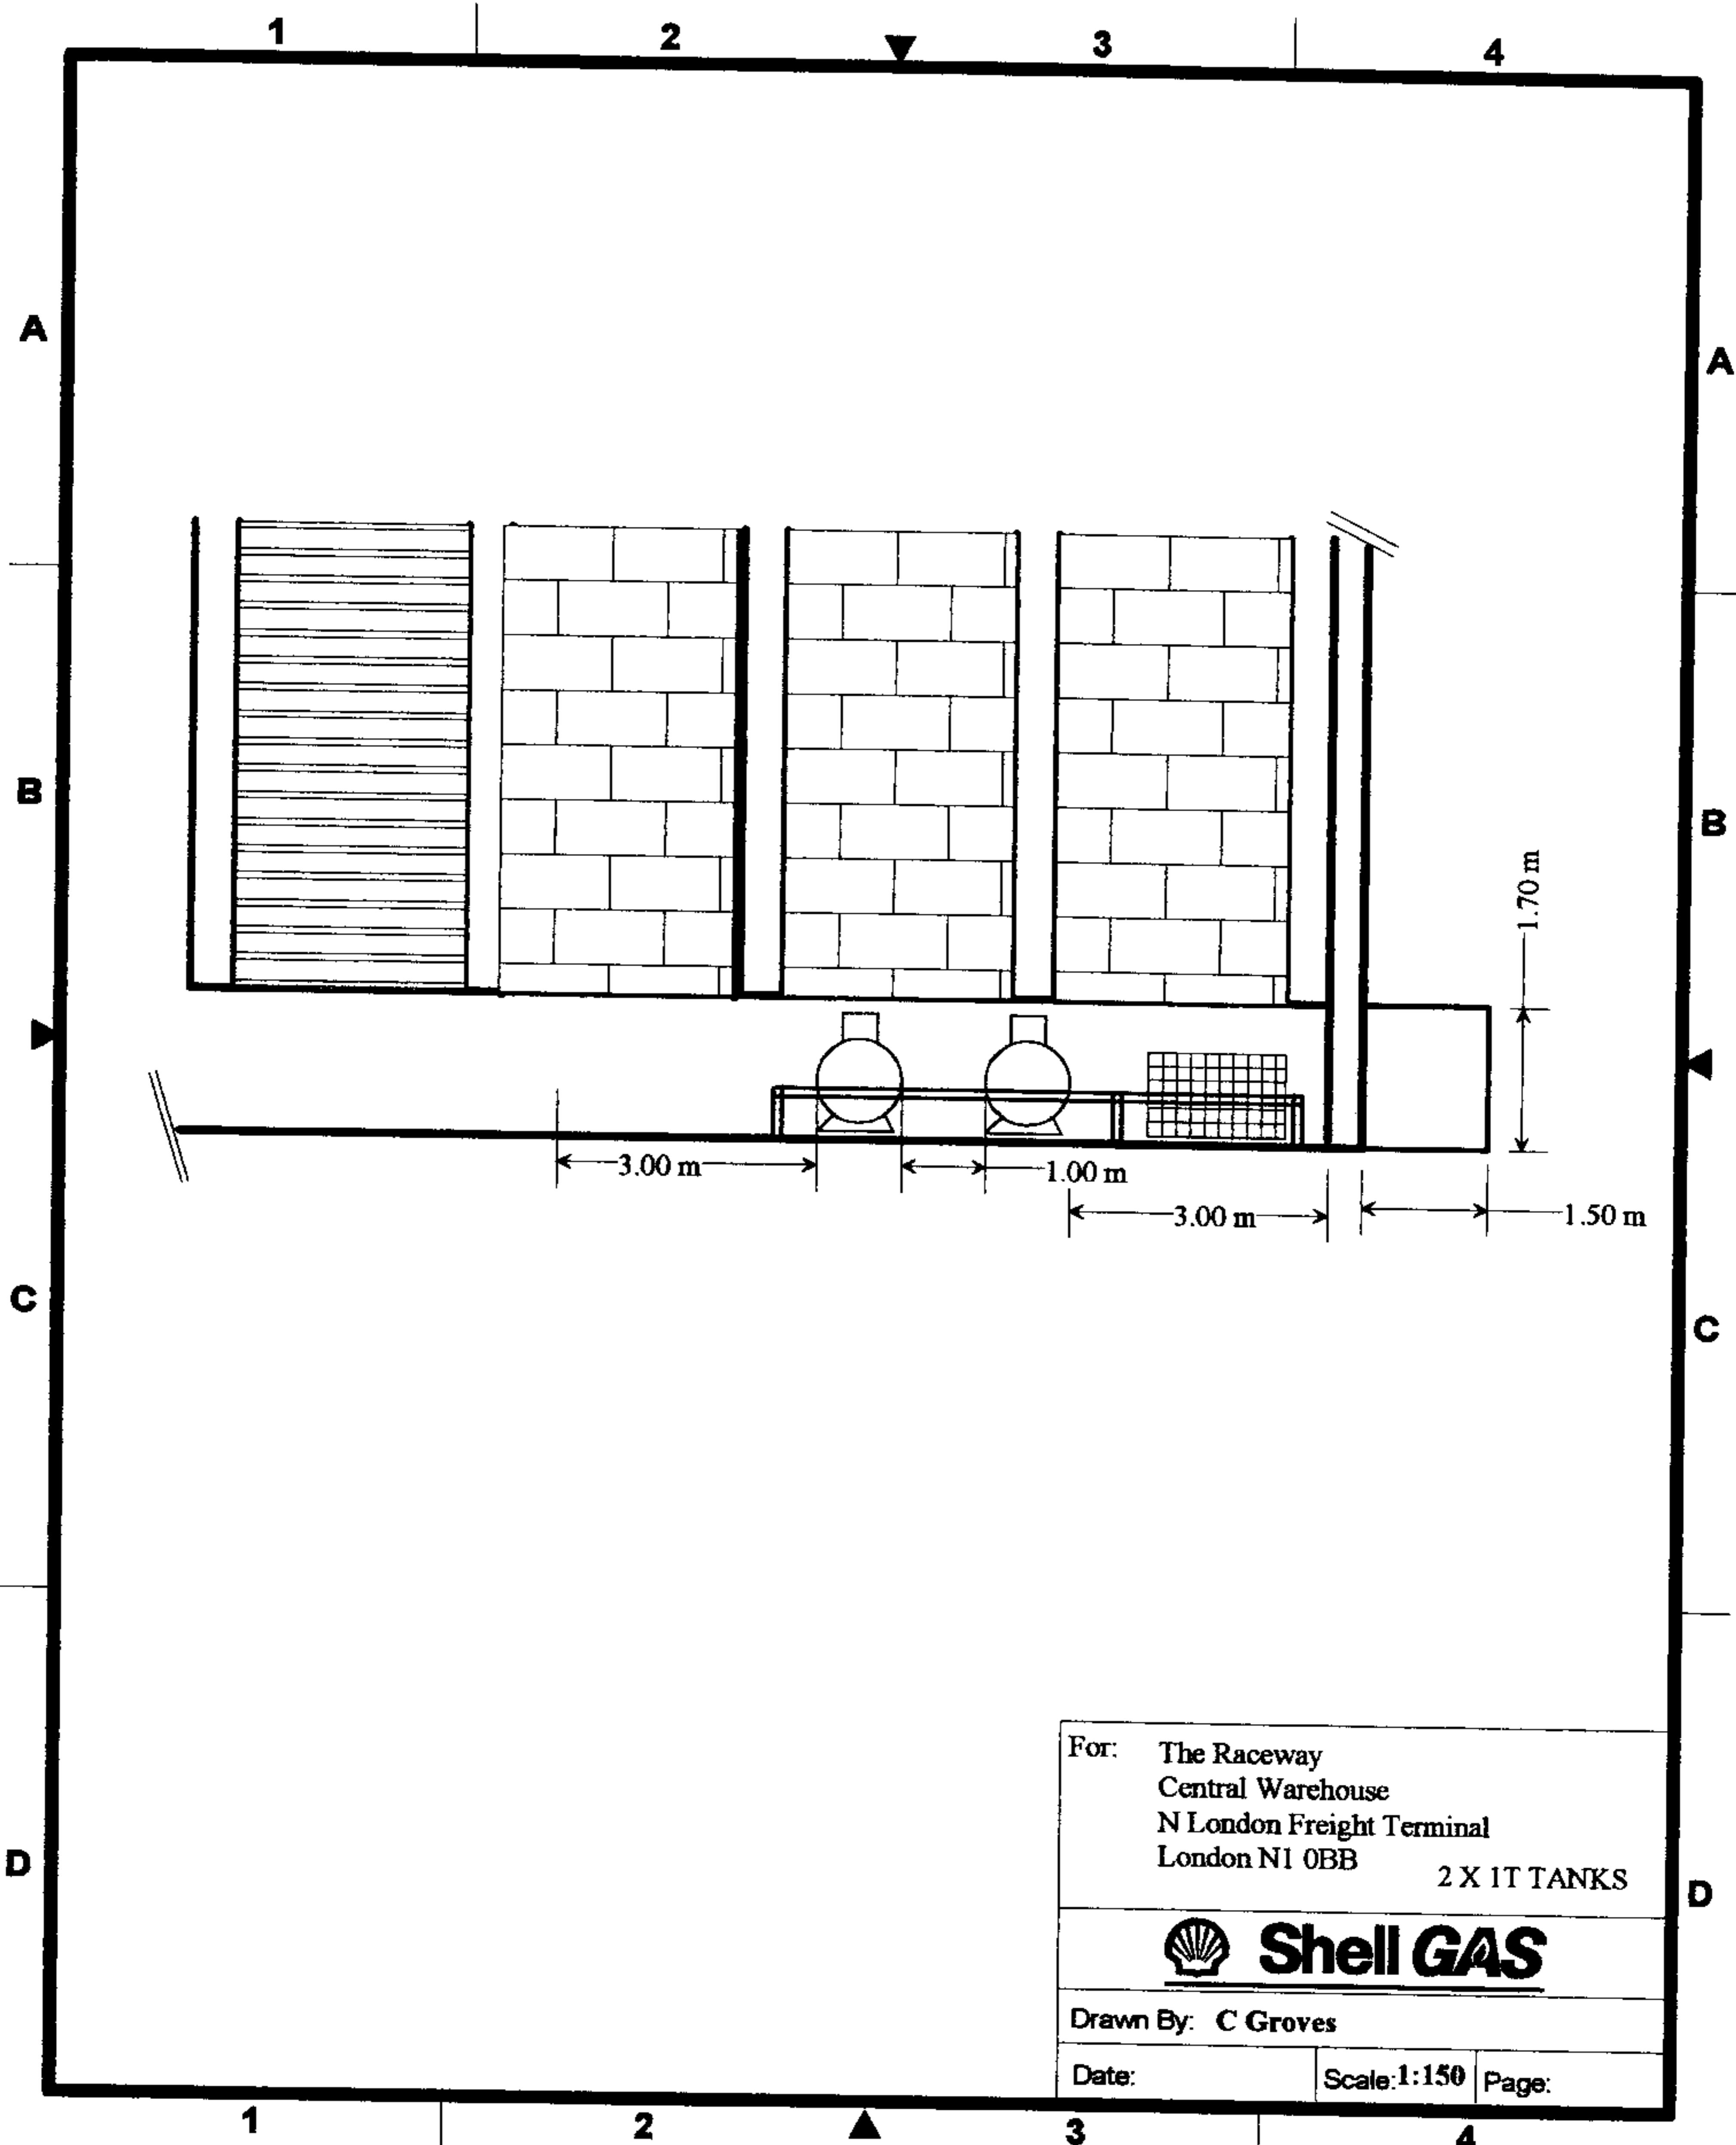 1 2 3 4
A A
B B
1.70 m
3.00 m 1.00 m
3.00 m 1.50 m
C C
For: The Raceway
Central Warehouse
N London Freight Terminal
London N1 0BB
2 X 1T TANKS
D D
Shell GAS
Drawn By: C Groves
Date: Scale: 1:150 Page:
1 2 3 4